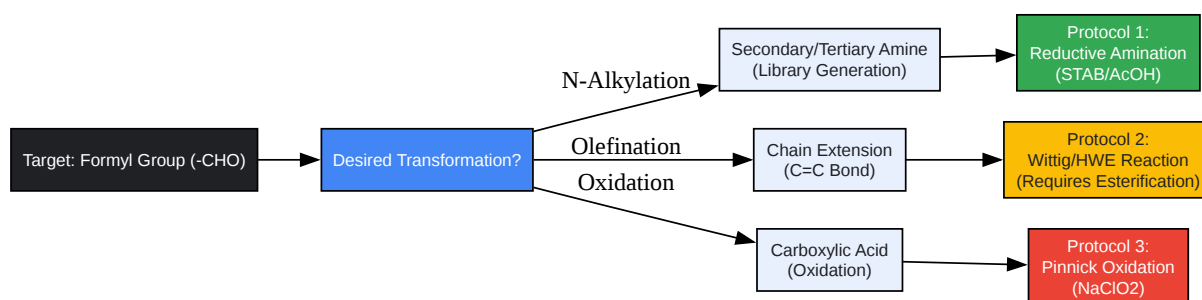 Target: Formyl Group (-CHO)
Desired Transformation?
N-Alkylation
Olefination
Oxidation
Secondary/Tertiary Amine
(Library Generation)
Chain Extension
(C=C Bond)
Carboxylic Acid
(Oxidation)
Protocol 1:
Reductive Amination
(STAB/AcOH)
Protocol 2:
Wittig/HWE Reaction
(Requires Esterification)
Protocol 3:
Pinnick Oxidation
(NaClO2)